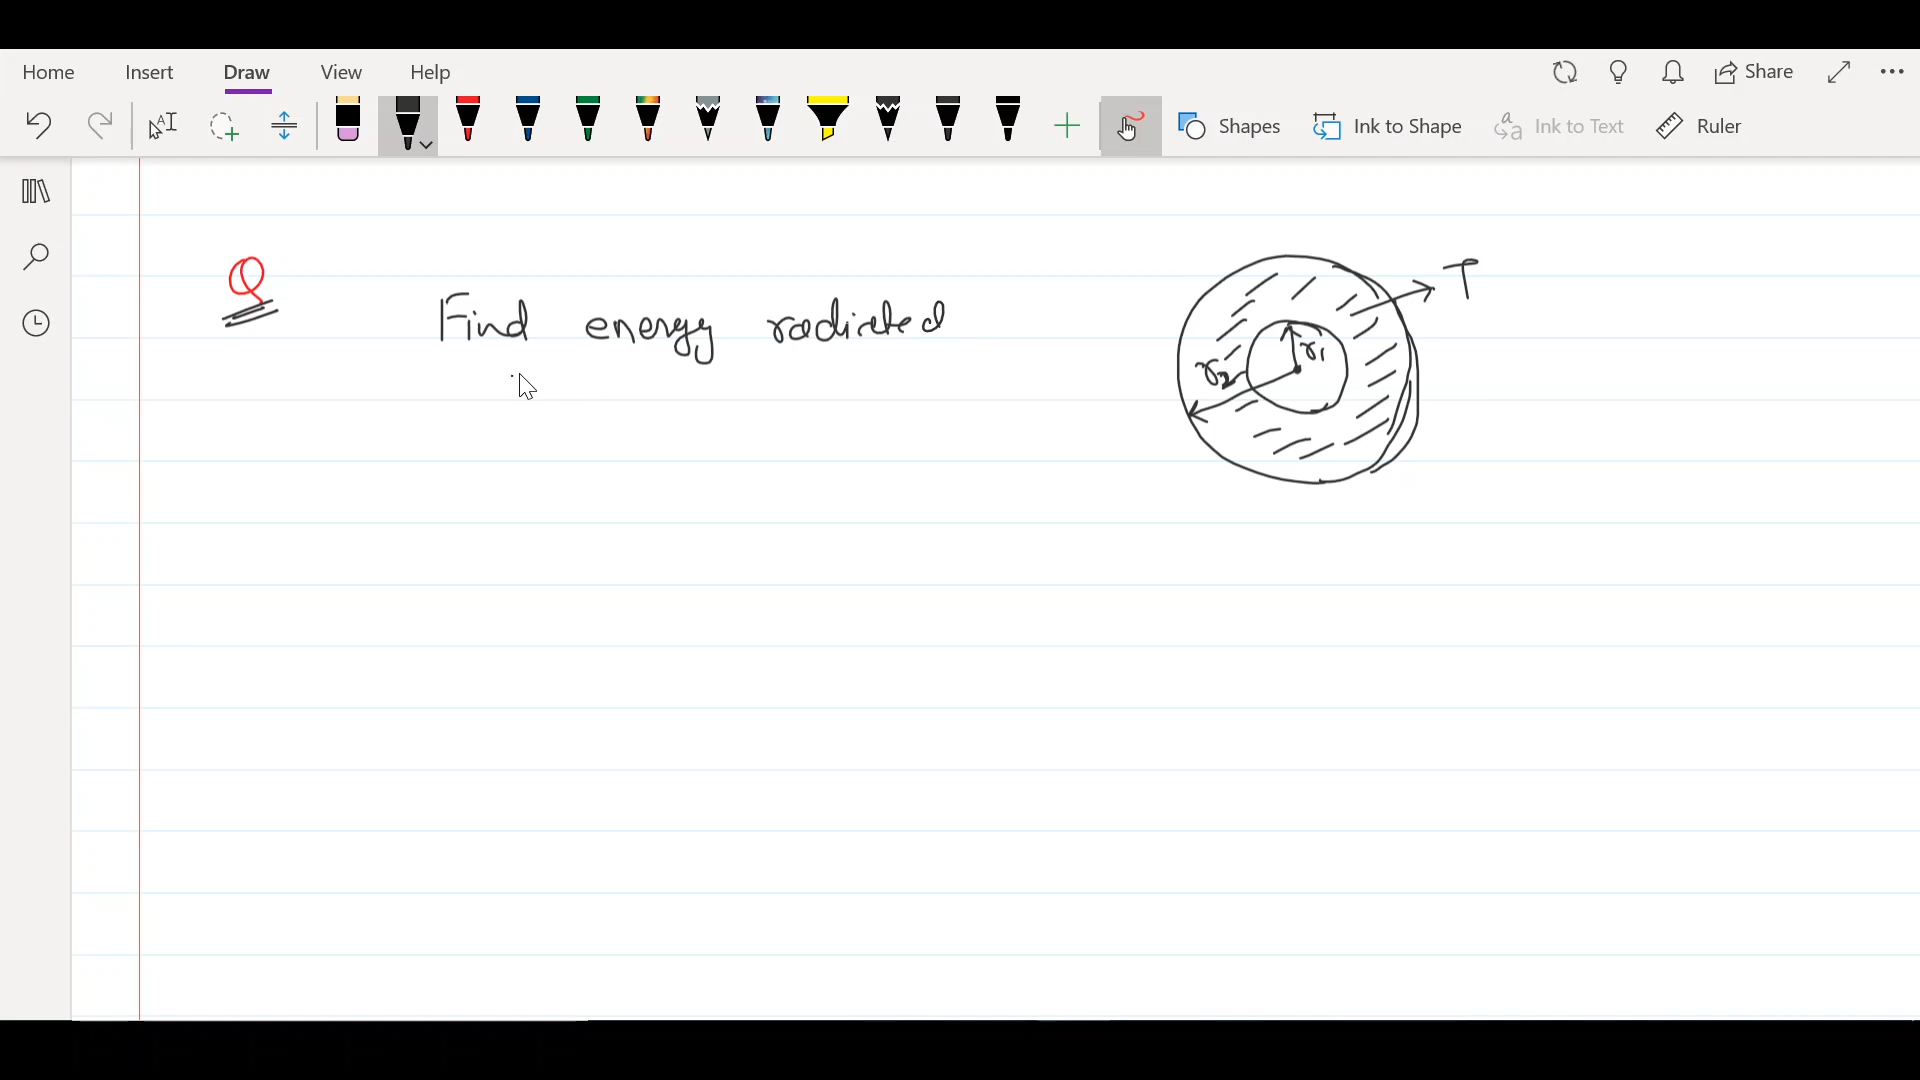 Home Insert Draw View Help Share
Shapes Ink to Shape Ink to Text Ruler
Q
Find energy radiated
T
r₁
r₂